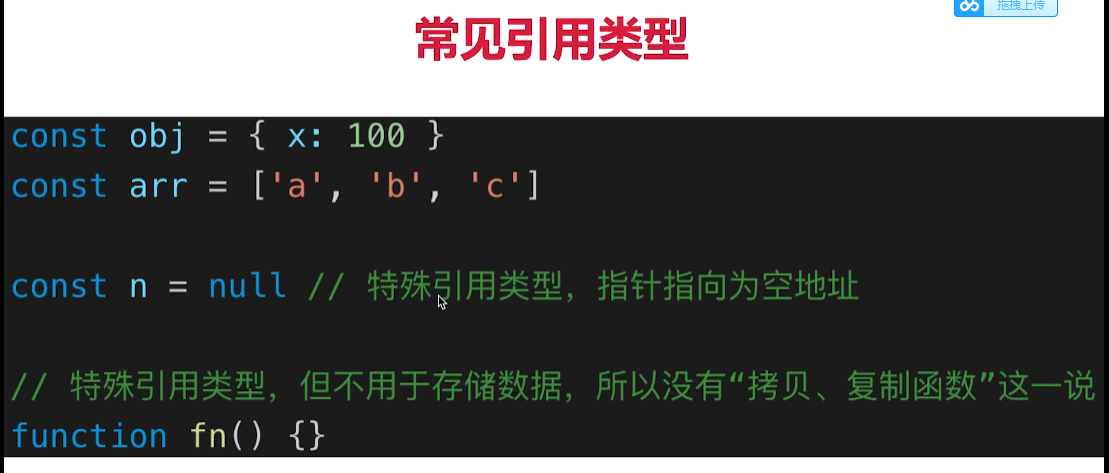 拖拽上传
常见引用类型
const obj = { x: 100 }
const arr = ['a', 'b', 'c']
const n = null // 特殊引用类型，指针指向为空地址
// 特殊引用类型，但不用于存储数据，所以没有“拷贝、复制函数”这一说
function fn() {}